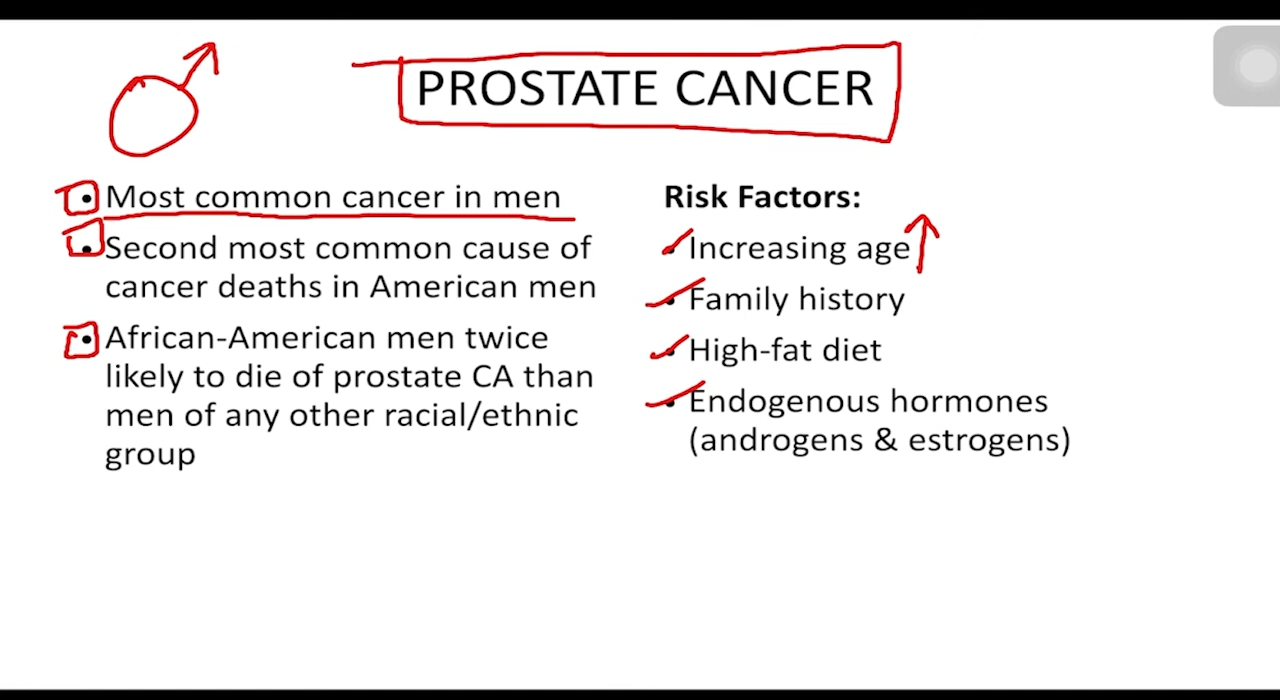 PROSTATE CANCER
• Most common cancer in men
• Second most common cause of
cancer deaths in American men
• African-American men twice
likely to die of prostate CA than
men of any other racial/ethnic
group
Risk Factors:
• Increasing age
• Family history
• High-fat diet
• Endogenous hormones
(androgens & estrogens)